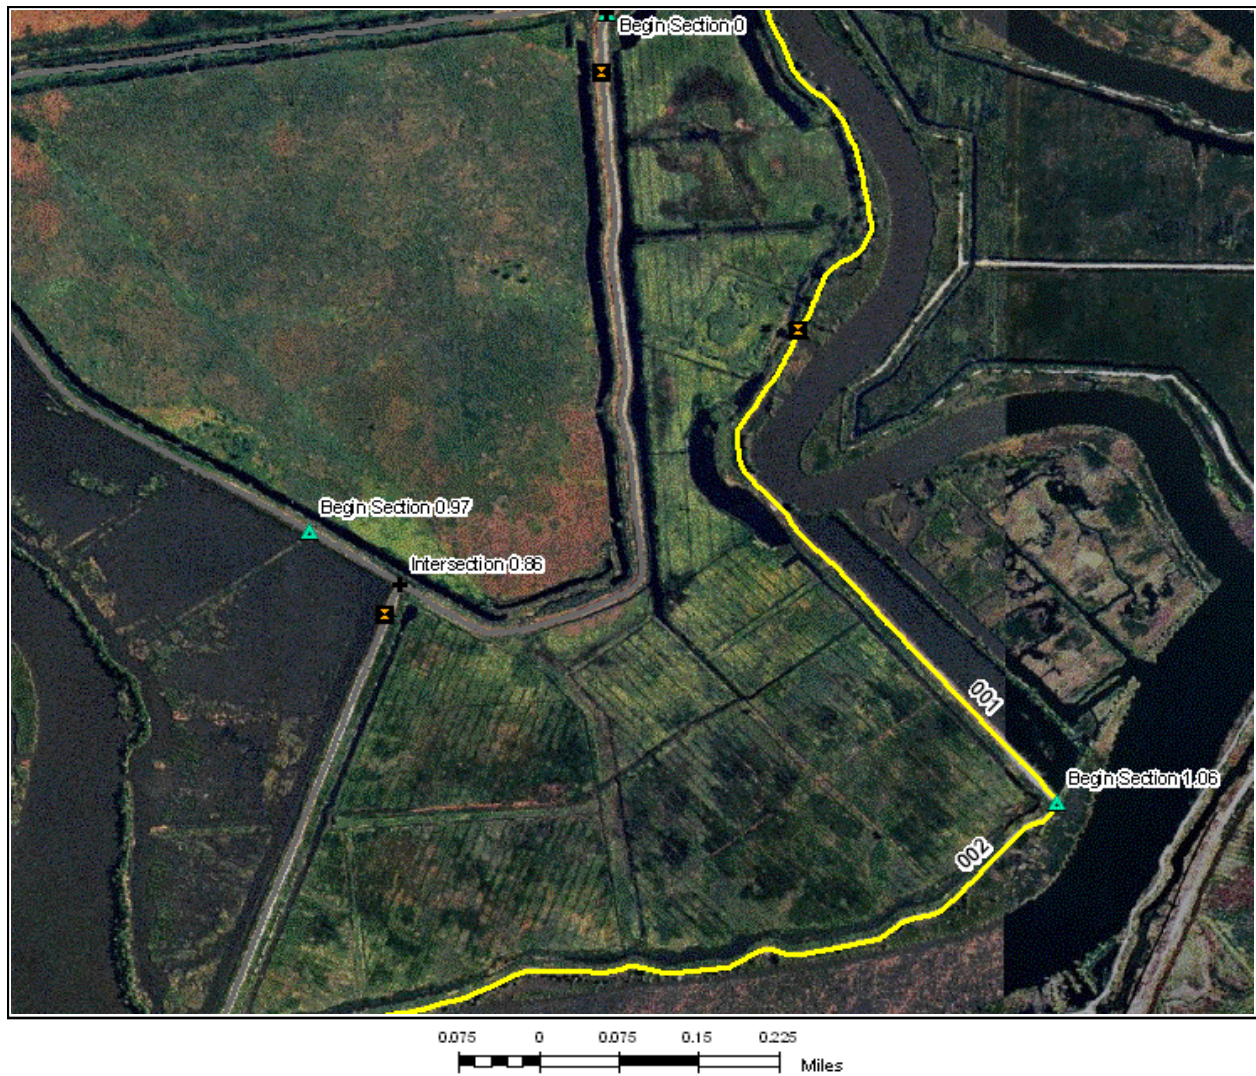 Begin Section 0
Begin Section 0.97
Intersection 0.86
001
Begin Section 1.06
002
0.075 0 0.075 0.15 0.225
Miles